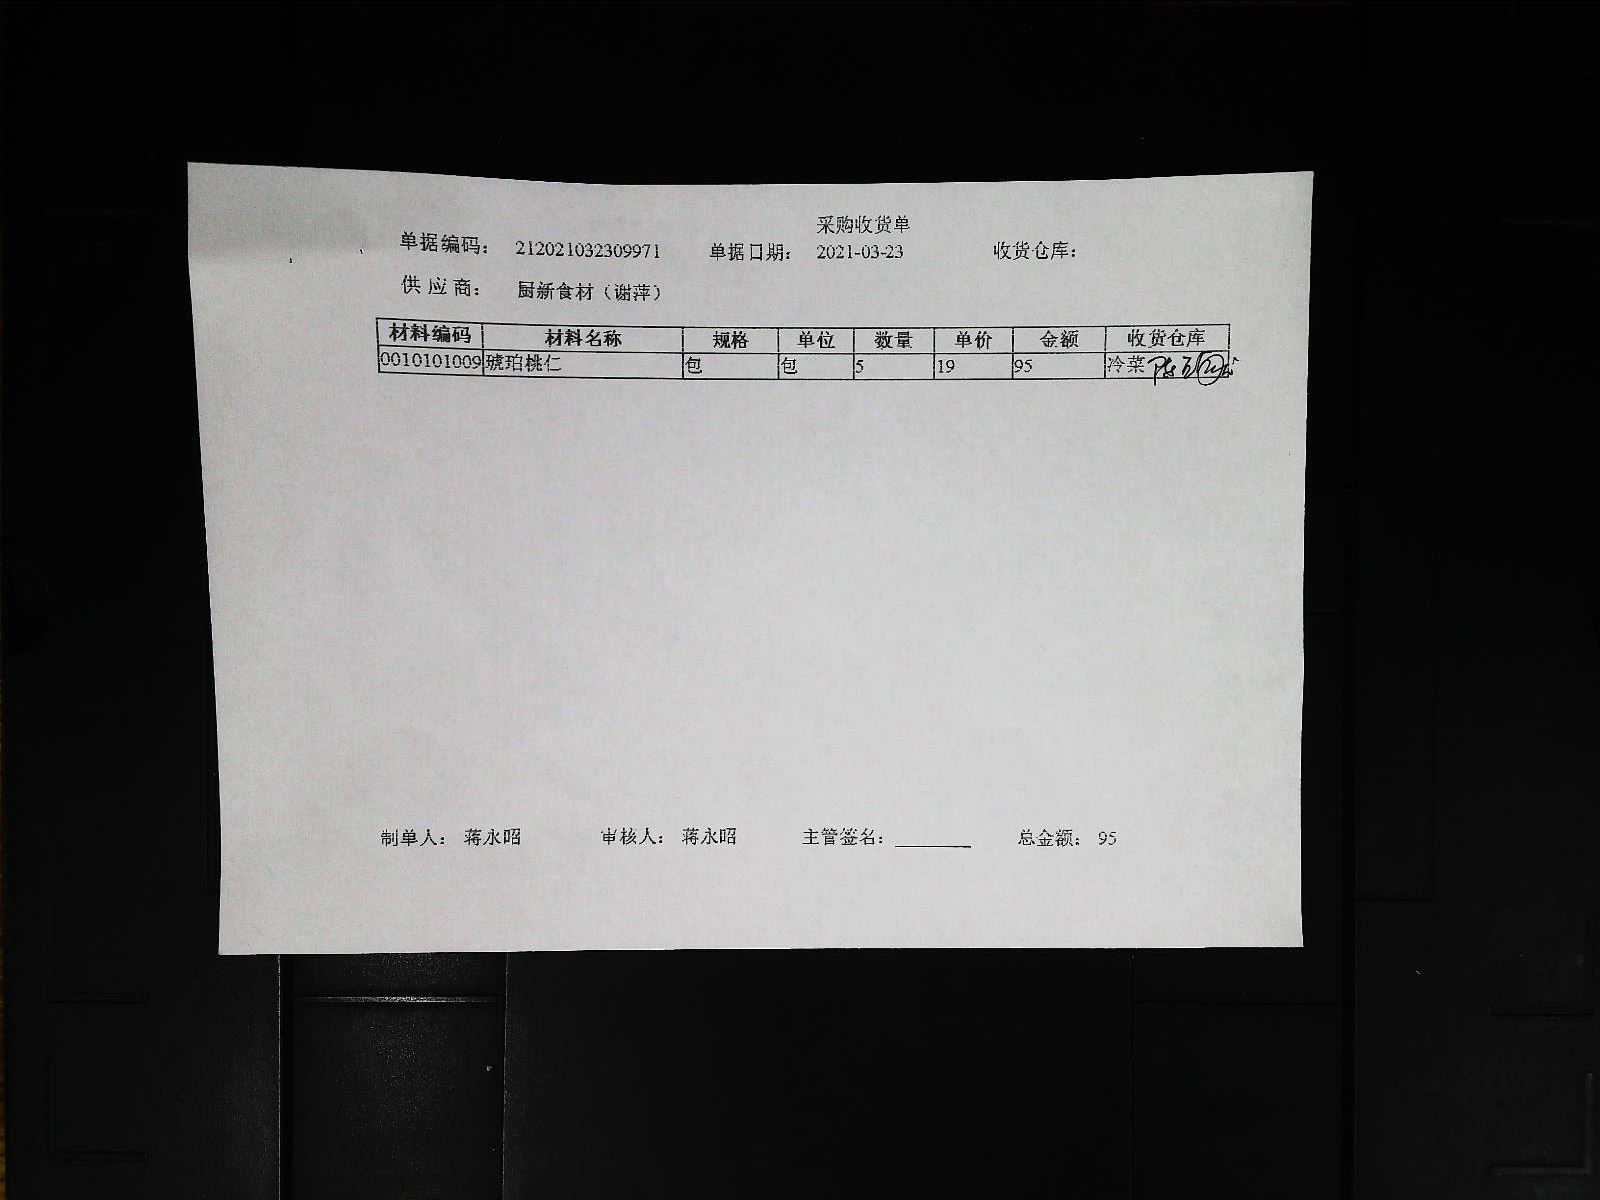 采购收货单
单据编码: 212021032309971 单据日期: 2021-03-23 收货仓库:
供应商: 厨新食材（谢萍）
材料编码 材料名称 规格 单位 数量 单价 金额 收货仓库
0010101009 琥珀桃仁 包 包 5 19 95 冷菜
制单人: 蒋永昭 审核人: 蒋永昭 主管签名: 总金额: 95